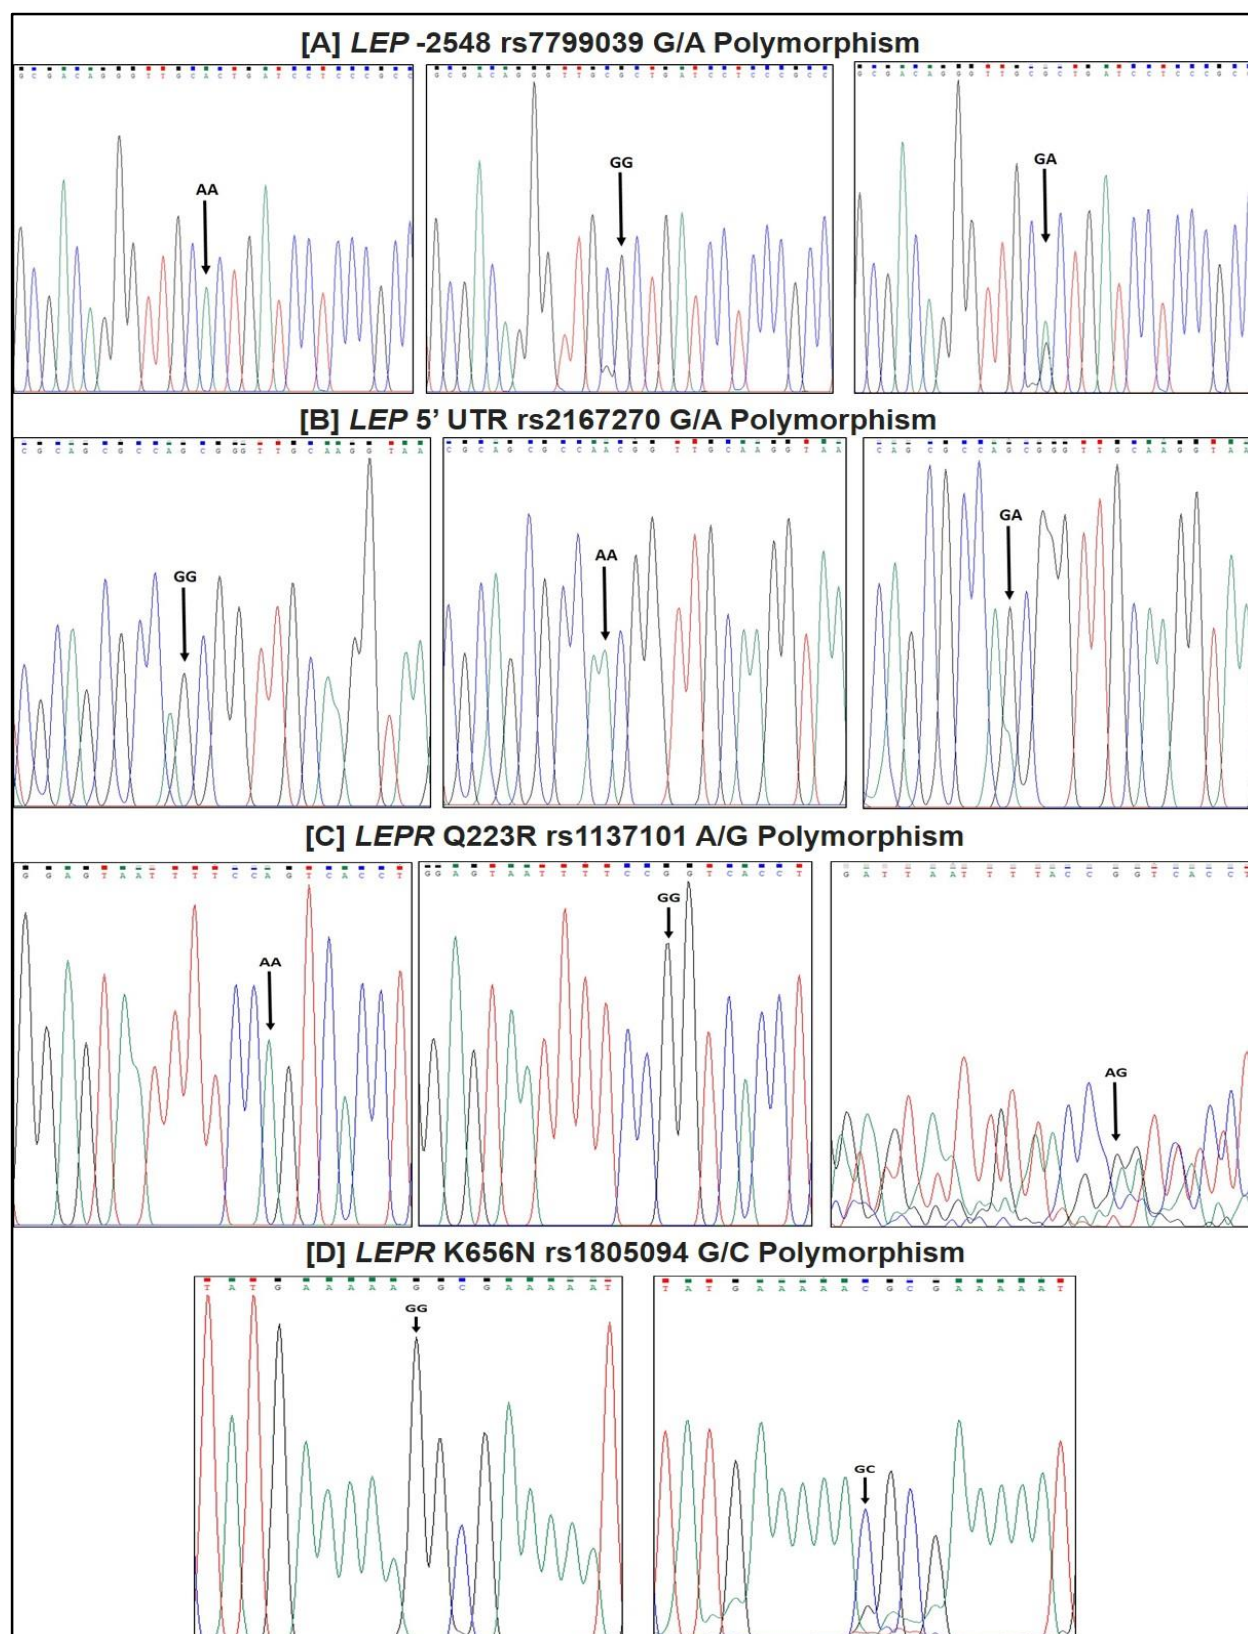 [A] LEP -2548 rs7799039 G/A Polymorphism
G C G A C A G G G T T G C A C T G A T C C T C C C G C C
G C G A C A G G G T T G C G C T G A T C C T C C C G C C
G C G A C A G G G T T G C G C T G A T C C T C C C G C
AA
GG
GA
[B] LEP 5’ UTR rs2167270 G/A Polymorphism
C G C A G C G C C A G C G G G T T G C A A G G T A A
C G C A G C G C C A A C G G T T G C A A G G T A A
C A G C G C C A G C G G G T T G C A A G G T A A
GG
AA
GA
[C] LEPR Q223R rs1137101 A/G Polymorphism
G G A G T A A T T T T C C A G T C A C C T
G G A G T A A T T T T C C G G T C A C C T
G A T T A A T T T T A C C G G T C A C C T
AA
GG
AG
[D] LEPR K656N rs1805094 G/C Polymorphism
T A T G A A A A A G G C G A A A A A T
T A T G A A A A A C G C G A A A A A T
GG
GC